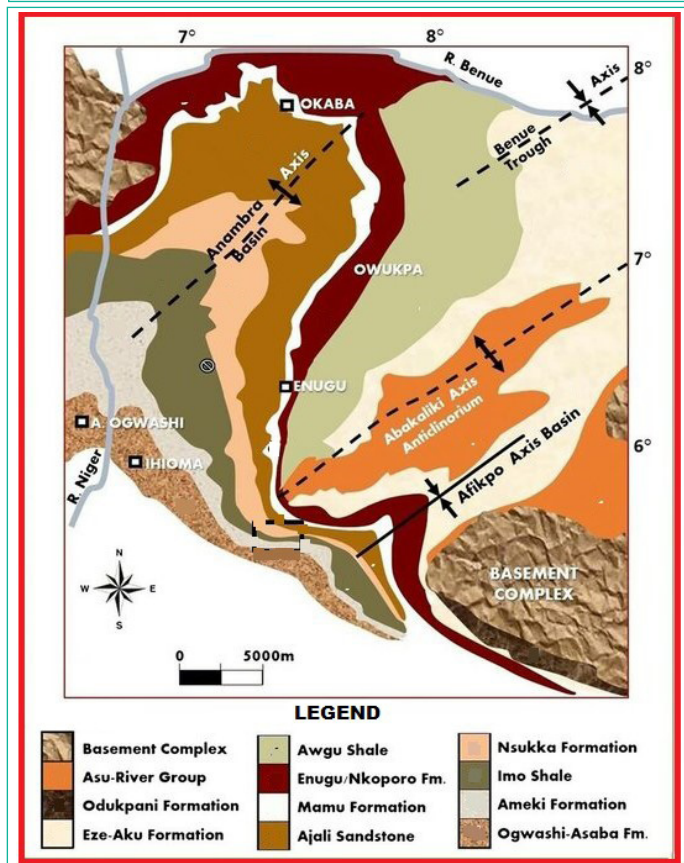 7°
8°
8°
R. Benue
Axis
OKABA
Benue
Trough
Axis
Anambra
Basin
7°
OWUKPA
ENUGU
Abakaliki Axis
Anticlinorium
A. OGWASHI
6°
Afikpo Axis Basin
IHIOMA
R. Niger
N
W E
S
BASEMENT
COMPLEX
0 5000m
LEGEND
Basement Complex
Asu-River Group
Odukpani Formation
Eze-Aku Formation
Awgu Shale
Enugu/Nkoporo Fm.
Mamu Formation
Ajali Sandstone
Nsukka Formation
Imo Shale
Ameki Formation
Ogwashi-Asaba Fm.